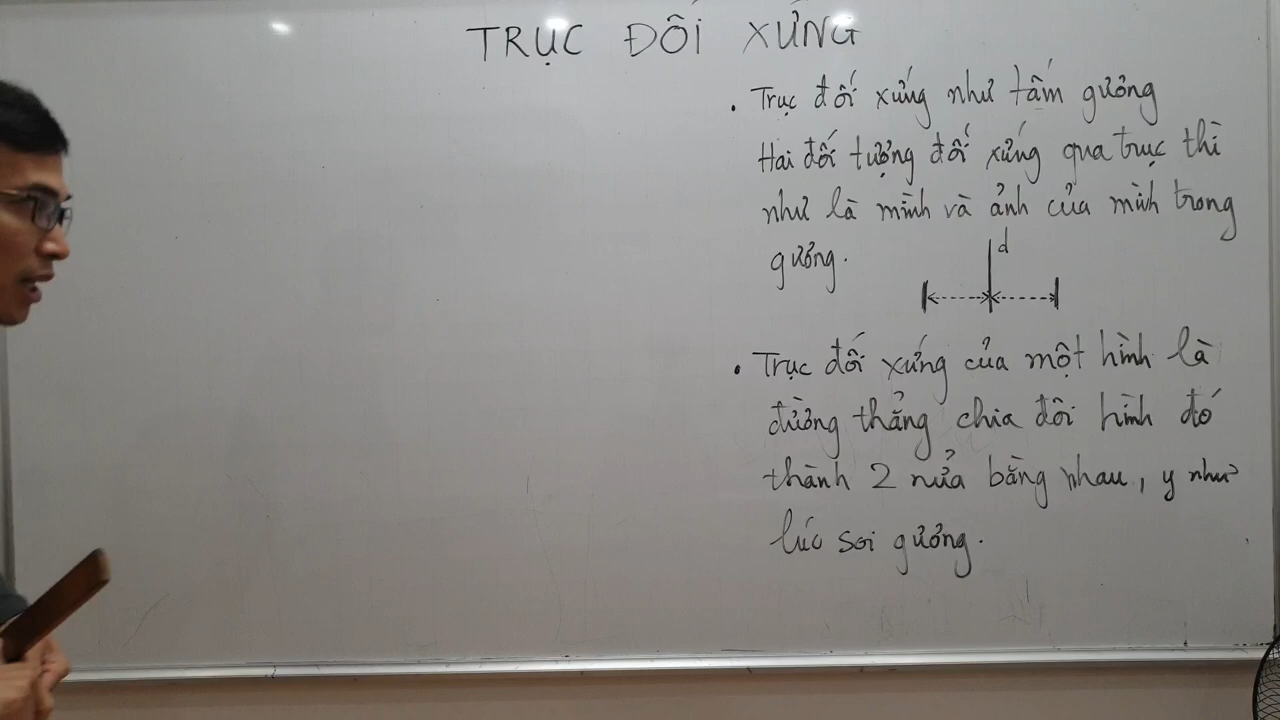 TRỤC ĐỐI XỨNG
. Trục đối xứng như tấm gương
Hai đối tượng đối xứng qua trục thì
như là mình và ảnh của mình trong
gương.
d
. Trục đối xứng của một hình là
đường thẳng chia đôi hình đó
thành 2 nửa bằng nhau, y như
lúc soi gương.